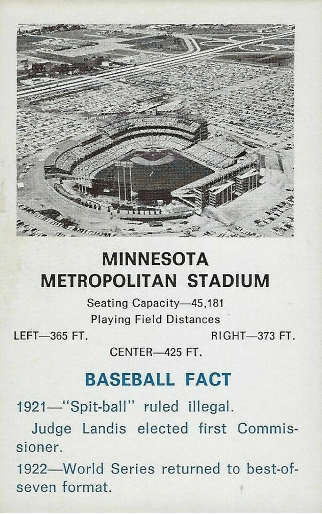 MINNESOTA
METROPOLITAN STADIUM
Seating Capacity—45,181
Playing Field Distances
LEFT—365 FT. RIGHT—373 FT.
CENTER—425 FT.
BASEBALL FACT
1921—"Spit-ball" ruled illegal.
Judge Landis elected first Commis-
sioner.
1922—World Series returned to best-of-
seven format.